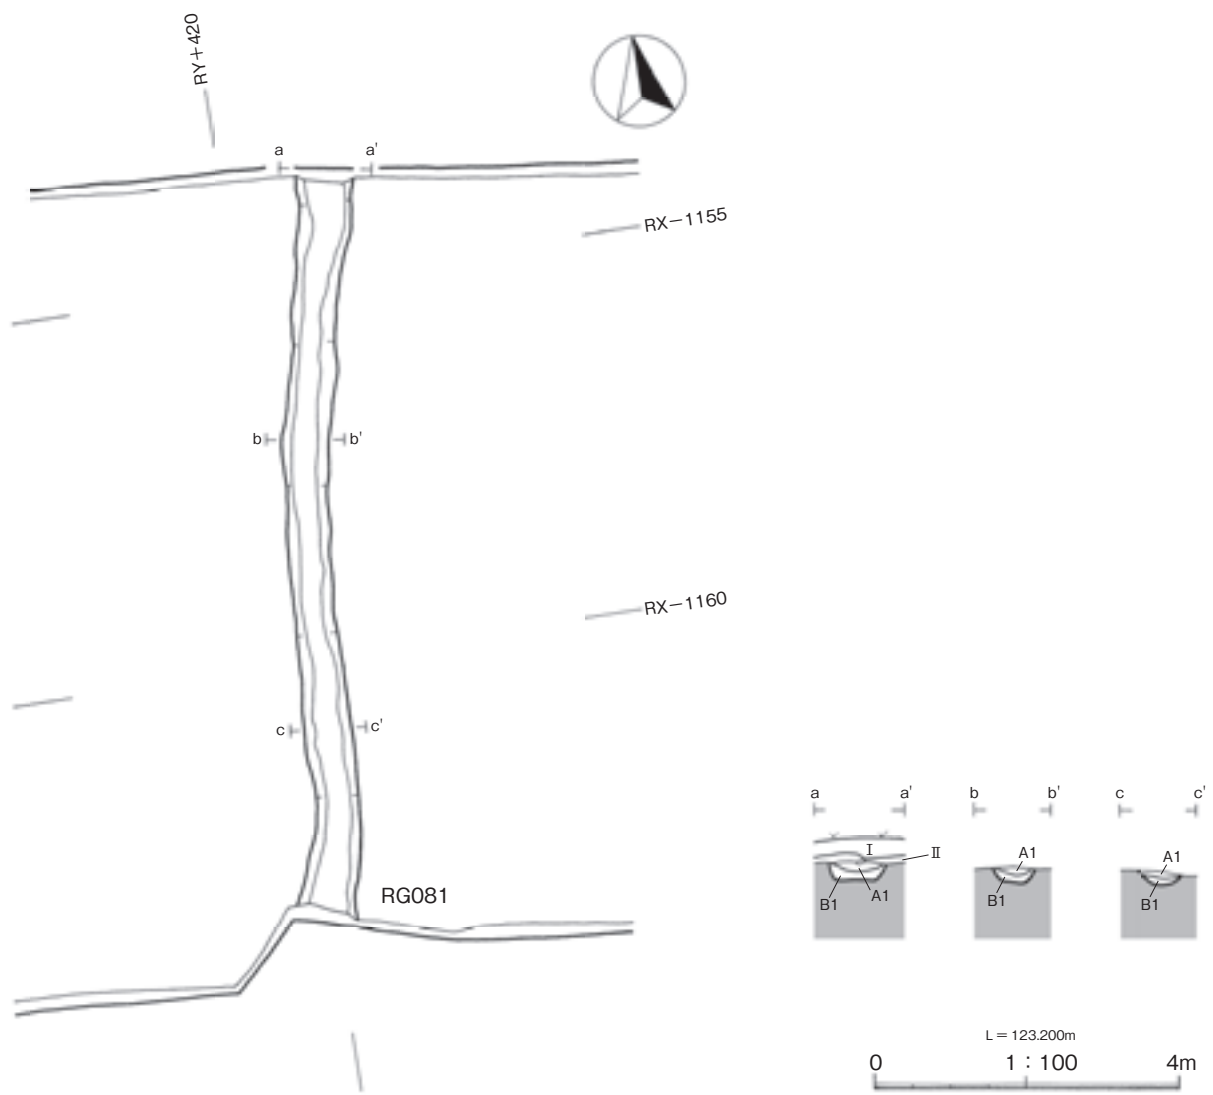 RY+420
a a'
RX−1155
b b'
RX−1160
c c'
RG081
a a' b b' c c'
I
II
A1
B1
A1
B1
A1
B1
L = 123.200m
0 1 : 100 4m